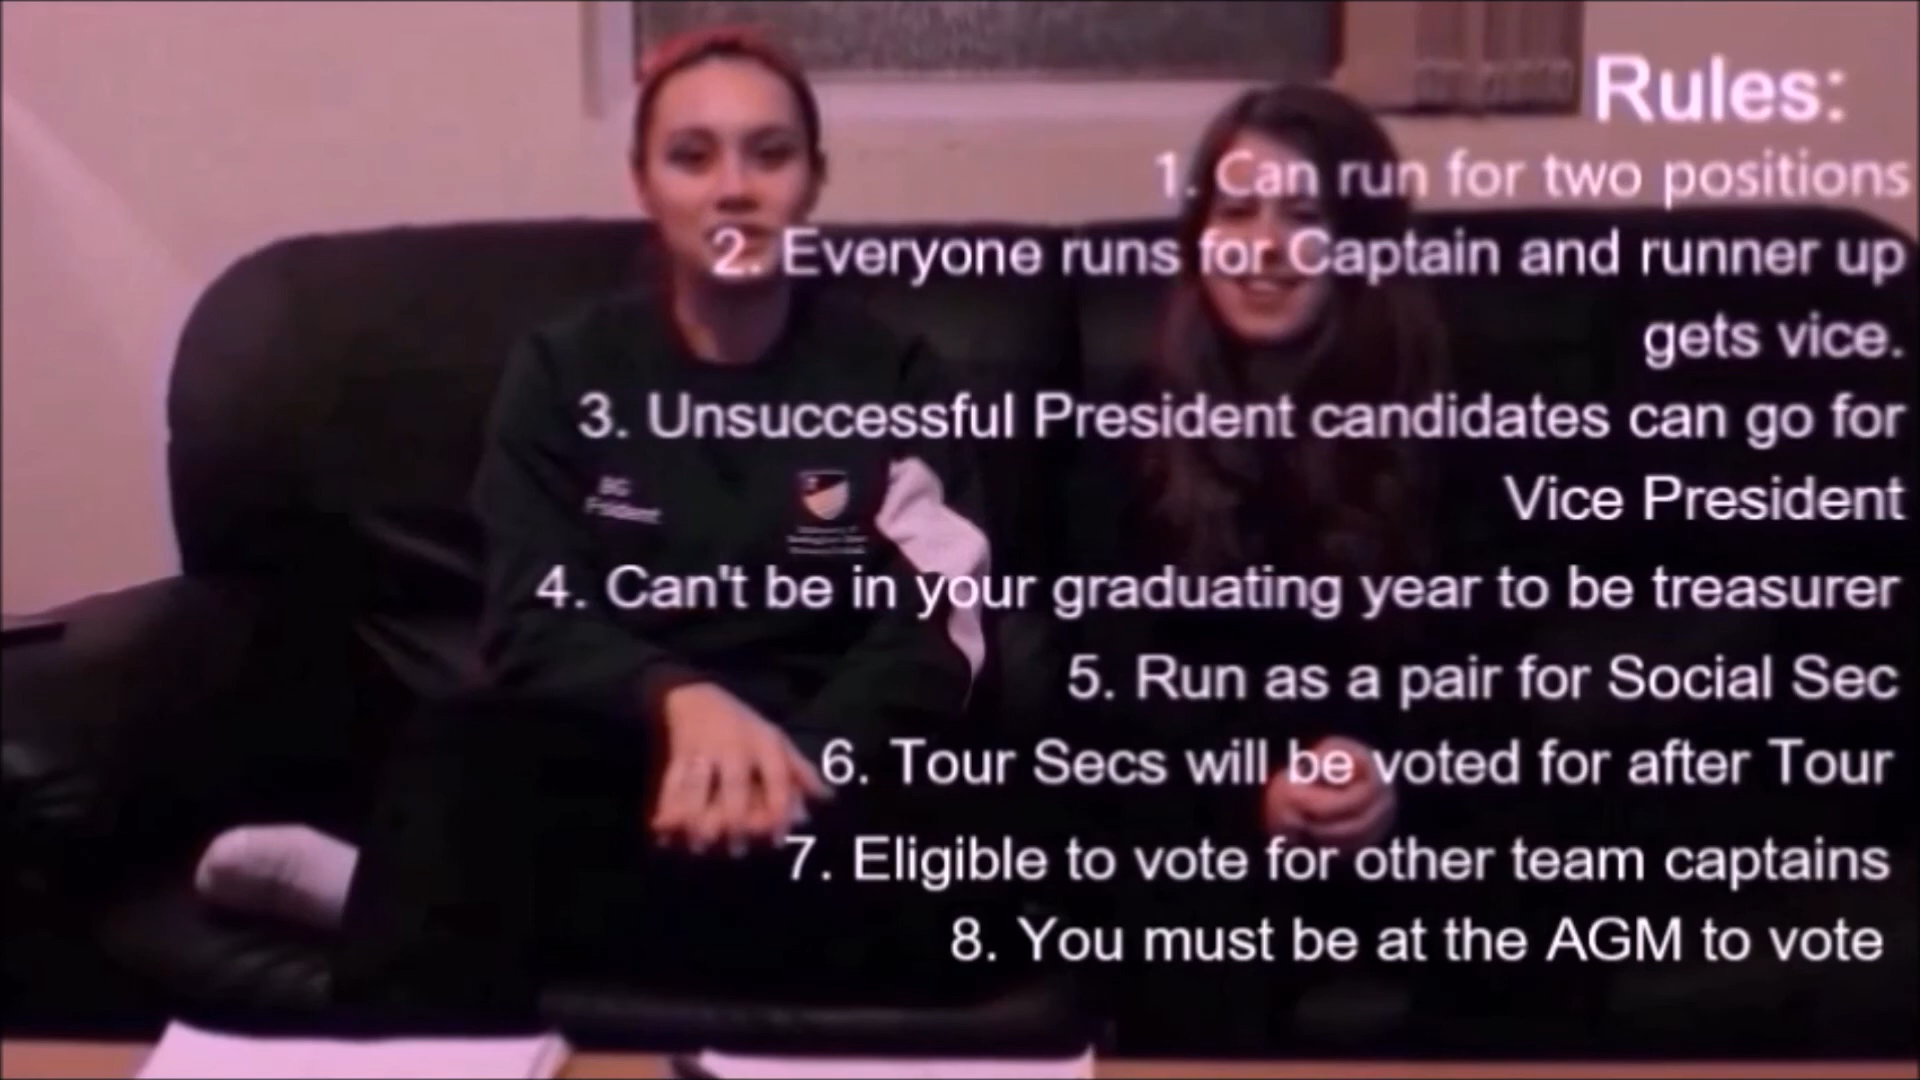 Rules:
1. Can run for two positions
2. Everyone runs for Captain and runner up
gets vice.
3. Unsuccessful President candidates can go for
Vice President
BG
4. Can't be in your graduating year to be treasurer
5. Run as a pair for Social Sec
6. Tour Secs will be voted for after Tour
7. Eligible to vote for other team captains
8. You must be at the AGM to vote